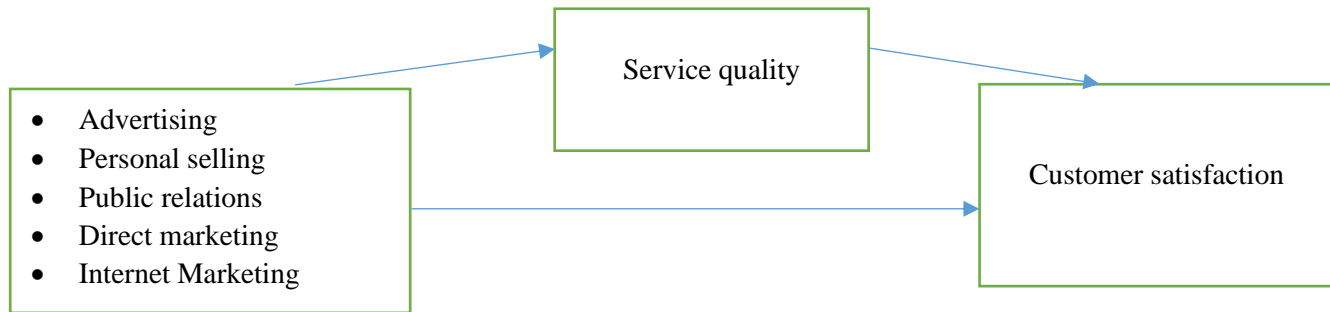 Service quality
• Advertising
• Personal selling
• Public relations
• Direct marketing
• Internet Marketing
Customer satisfaction